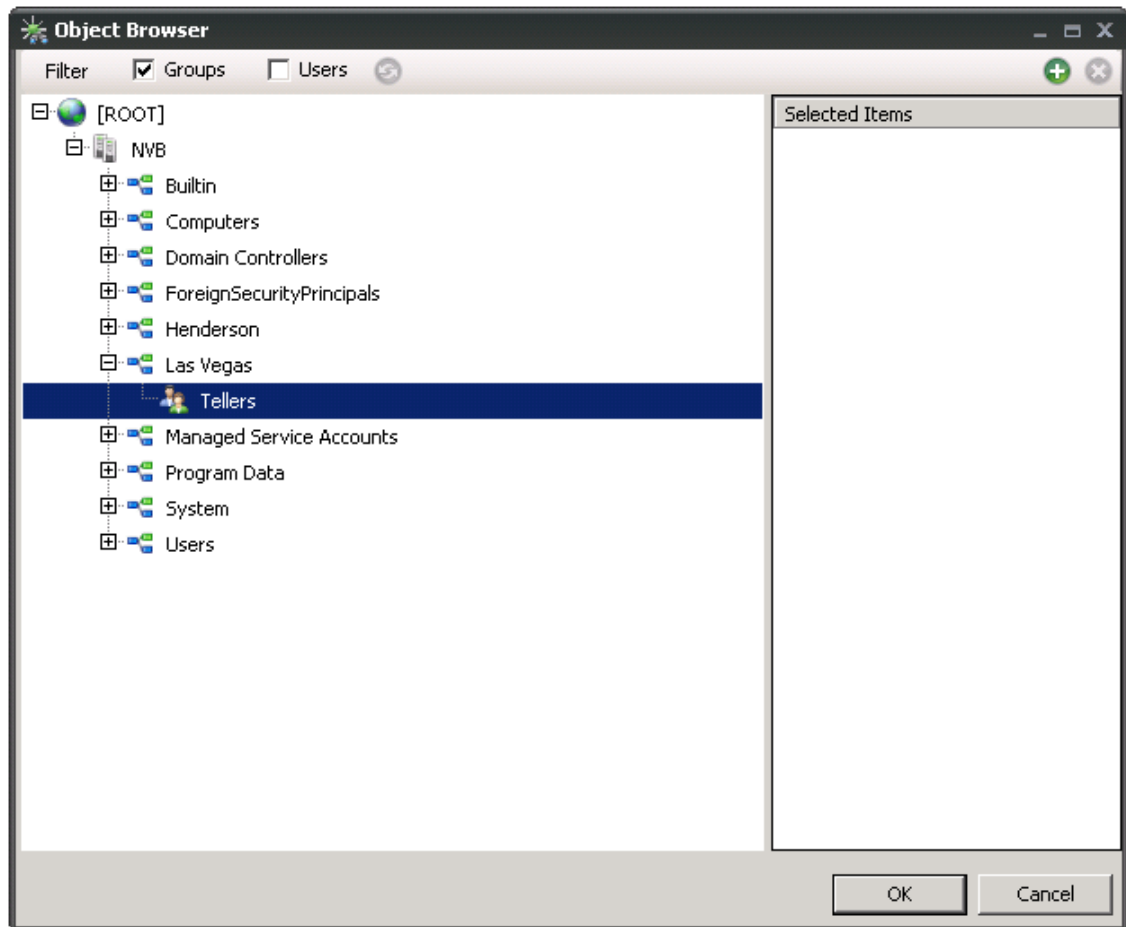 Object Browser
Filter Groups Users
[ROOT]
Selected Items
NVB
Builtin
Computers
Domain Controllers
ForeignSecurityPrincipals
Henderson
Las Vegas
Tellers
Managed Service Accounts
Program Data
System
Users
OK Cancel